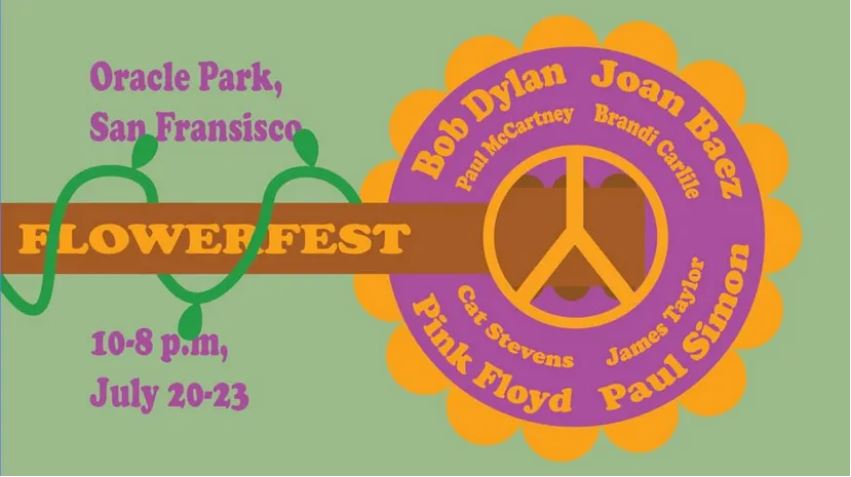 Oracle Park,
San Fransisco
FLOWERFEST
10-8 p.m,
July 20-23
Bob Dylan
Joan Baez
Paul McCartney
Brandi Carlile
Cat Stevens
James Taylor
Pink Floyd
Paul Simon